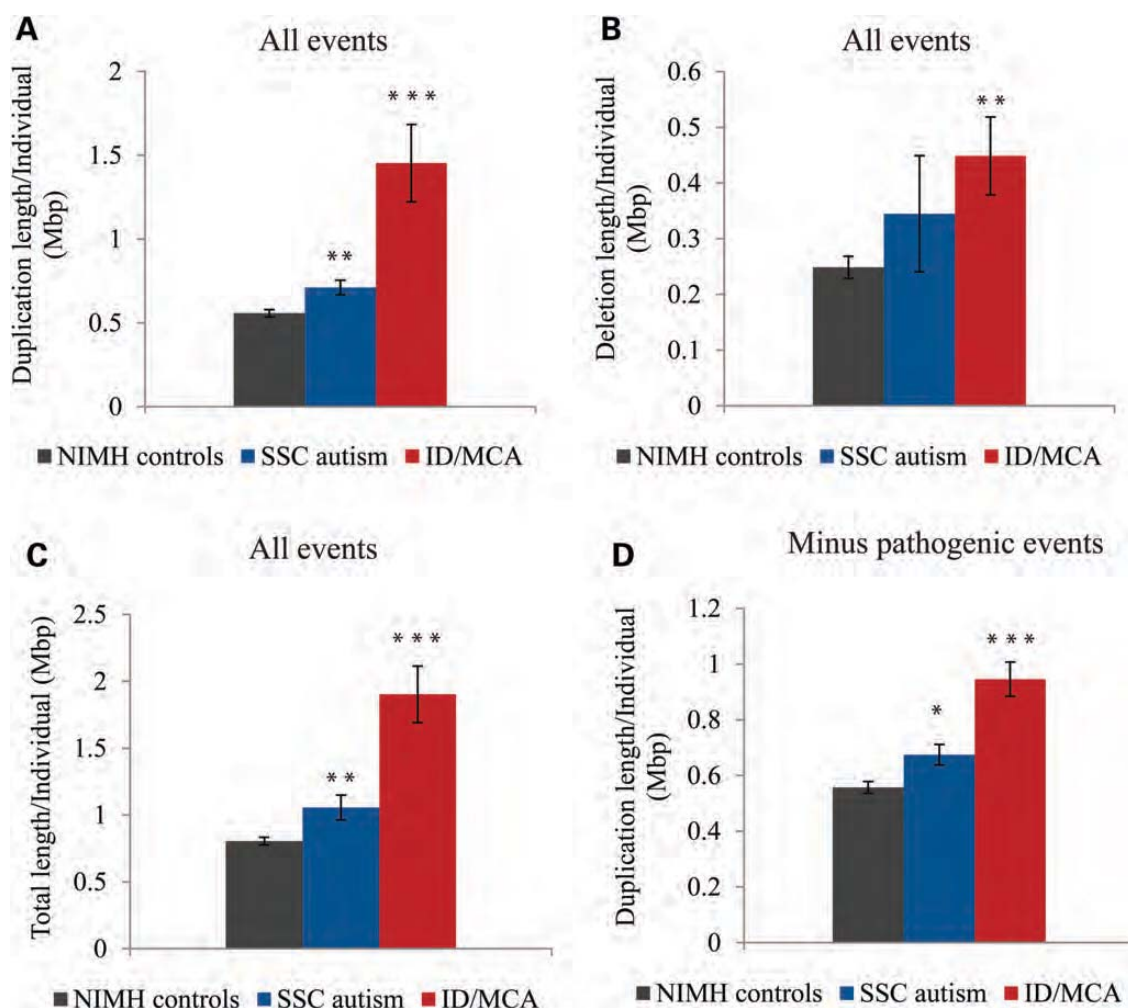 A
All events
Duplication length/Individual
(Mbp)
2
1.5
1
0.5
0
**
***
NIMH controls SSC autism ID/MCA
B
All events
Deletion length/Individual
(Mbp)
0.6
0.5
0.4
0.3
0.2
0.1
0
**
NIMH controls SSC autism ID/MCA
C
All events
Total length/Individual (Mbp)
2.5
2
1.5
1
0.5
0
**
***
NIMH controls SSC autism ID/MCA
D
Minus pathogenic events
Duplication length/Individual
(Mbp)
1.2
1
0.8
0.6
0.4
0.2
0
*
***
NIMH controls SSC autism ID/MCA